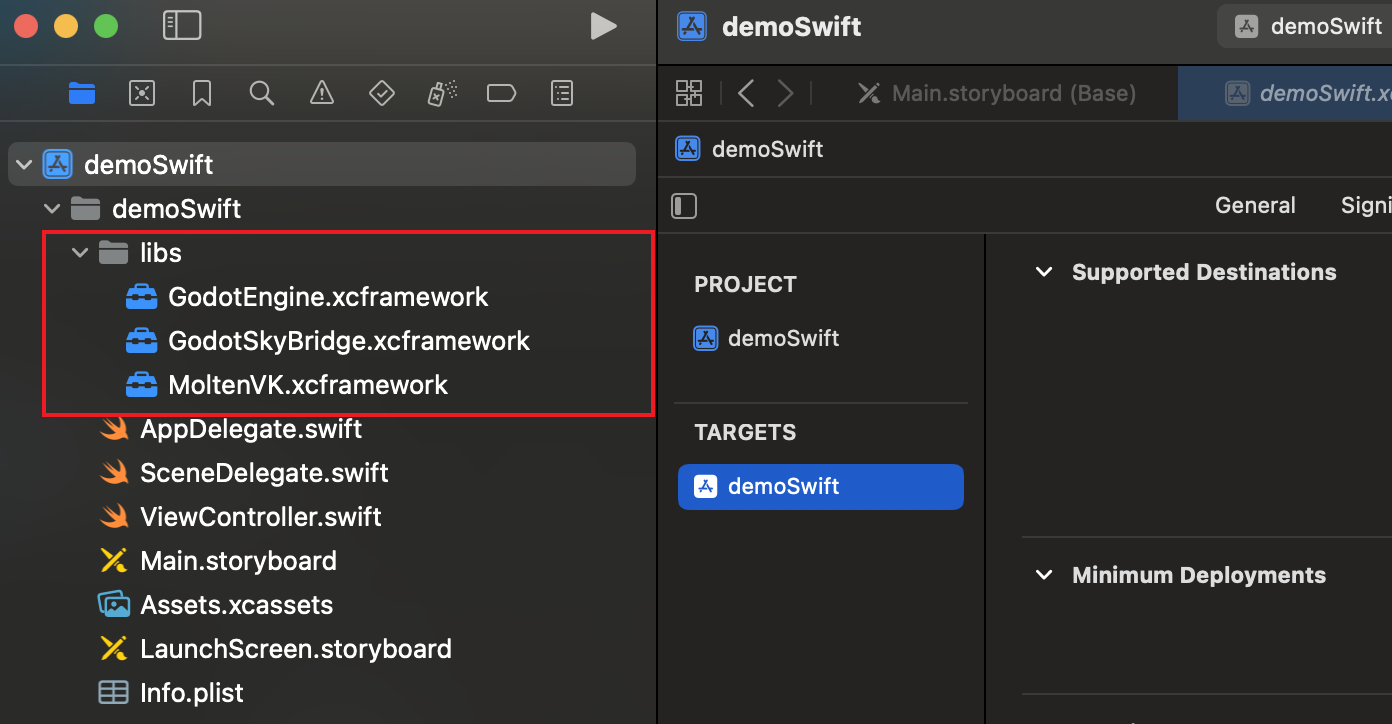 demoSwift
demoSwift
Main.storyboard (Base)
demoSwift.xc
demoSwift
demoSwift
demoSwift
libs
GodotEngine.xcframework
GodotSkyBridge.xcframework
MoltenVK.xcframework
AppDelegate.swift
SceneDelegate.swift
ViewController.swift
Main.storyboard
Assets.xcassets
LaunchScreen.storyboard
Info.plist
General
Signi
PROJECT
demoSwift
TARGETS
demoSwift
Supported Destinations
Minimum Deployments